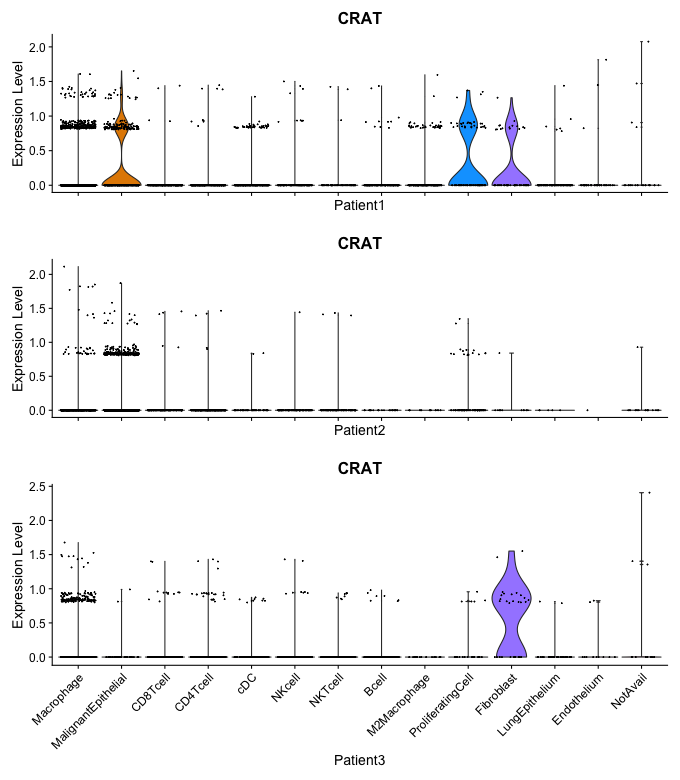 CRAT
Expression Level
2.0
1.5
1.0
0.5
0.0
Patient1
CRAT
Expression Level
2.0
1.5
1.0
0.5
0.0
Patient2
CRAT
Expression Level
2.5
2.0
1.5
1.0
0.5
0.0
Macrophage
MalignantEpithelial
CD8Tcell
CD4Tcell
cDC
NKcell
NKTcell
Bcell
M2Macrophage
ProliferatingCell
Fibroblast
LungEpithelium
Endothelium
NotAvail
Patient3